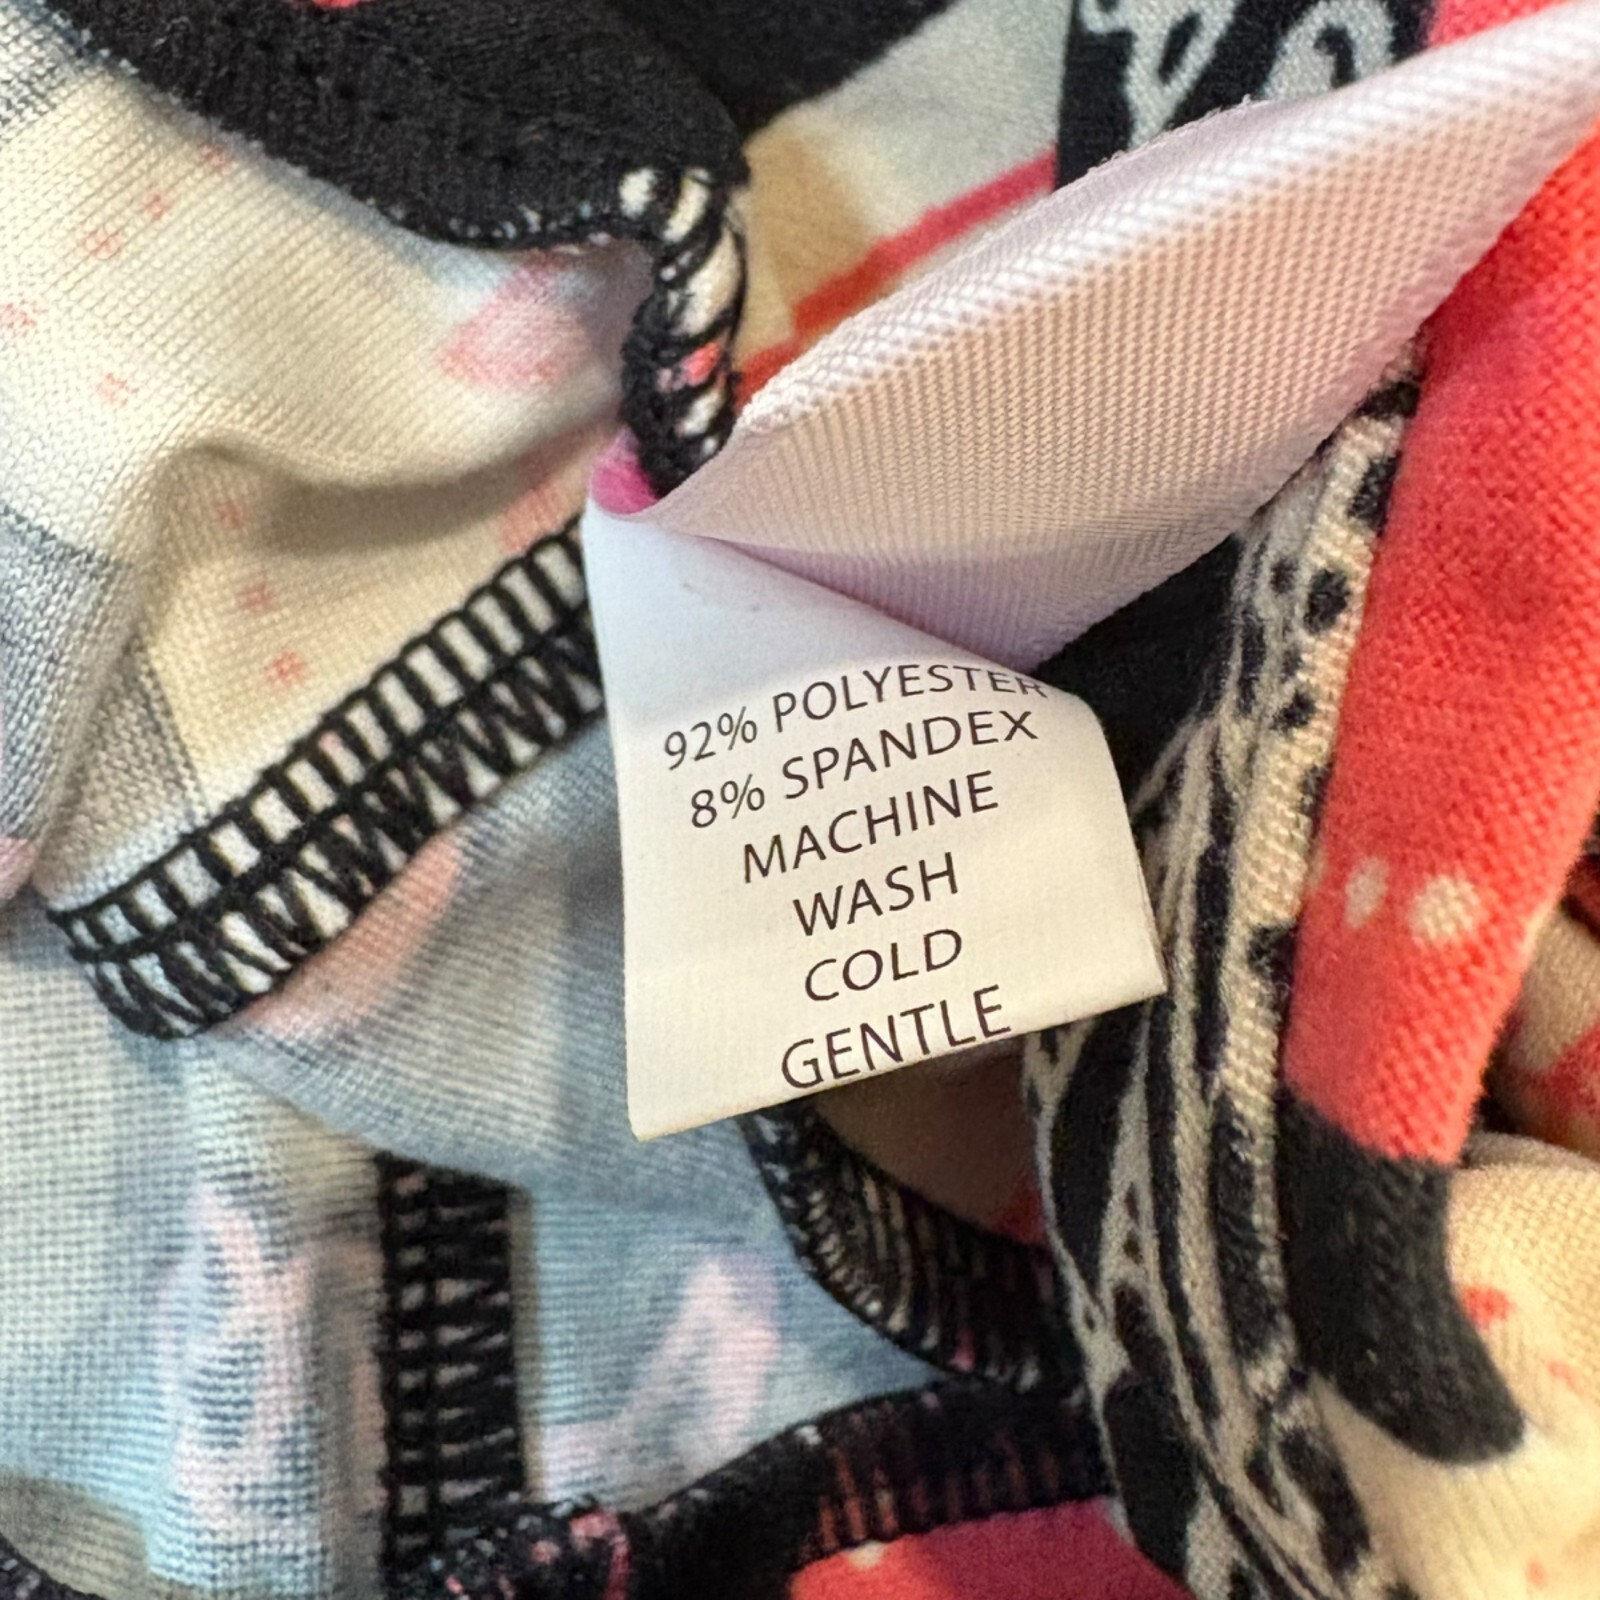 92% POLYESTER
8% SPANDEX
MACHINE
WASH
COLD
GENTLE